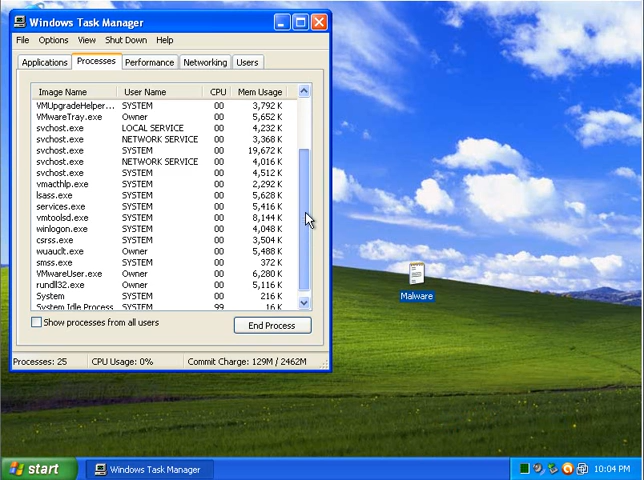 Windows Task Manager
File Options View Shut Down Help
Applications Processes Performance Networking Users
Image Name User Name CPU Mem Usage
VMUpgradeHelper... SYSTEM 00 3,792 K
VMwareTray.exe Owner 00 5,652 K
svchost.exe LOCAL SERVICE 00 4,232 K
svchost.exe NETWORK SERVICE 00 3,368 K
svchost.exe SYSTEM 00 19,672 K
svchost.exe NETWORK SERVICE 00 4,016 K
svchost.exe SYSTEM 00 4,512 K
vmacthlp.exe SYSTEM 00 2,292 K
lsass.exe SYSTEM 00 5,628 K
services.exe SYSTEM 00 5,416 K
vmtoolsd.exe SYSTEM 00 8,144 K
winlogon.exe SYSTEM 00 4,048 K
csrss.exe SYSTEM 00 3,504 K
wuauclt.exe Owner 00 5,488 K
smss.exe SYSTEM 00 372 K
VMwareUser.exe Owner 00 6,280 K
rundll32.exe Owner 00 5,116 K
System SYSTEM 00 216 K
System Idle Process SYSTEM 99 16 K
Show processes from all users
End Process
Processes: 25 CPU Usage: 0% Commit Charge: 129M / 2462M
Malware
start
Windows Task Manager
10:04 PM